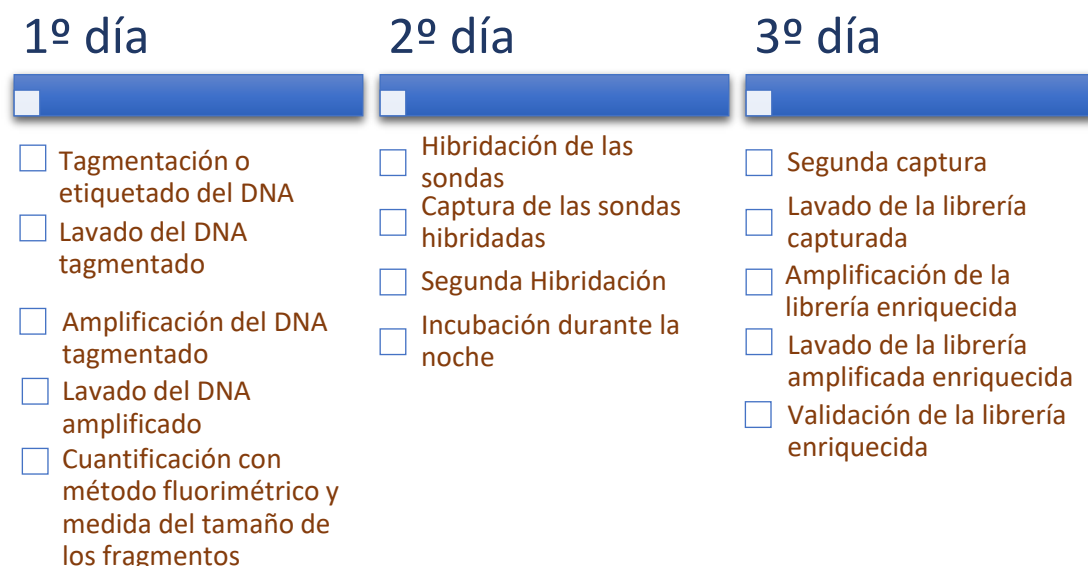 1º día
Tagmentación o
etiquetado del DNA
Lavado del DNA
tagmentado
Amplificación del DNA
tagmentado
Lavado del DNA
amplificado
Cuantificación con
método fluorimétrico y
medida del tamaño de
los fragmentos
2º día
Hibridación de las
sondas
Captura de las sondas
hibridadas
Segunda Hibridación
Incubación durante la
noche
3º día
Segunda captura
Lavado de la librería
capturada
Amplificación de la
librería enriquecida
Lavado de la librería
amplificada enriquecida
Validación de la librería
enriquecida